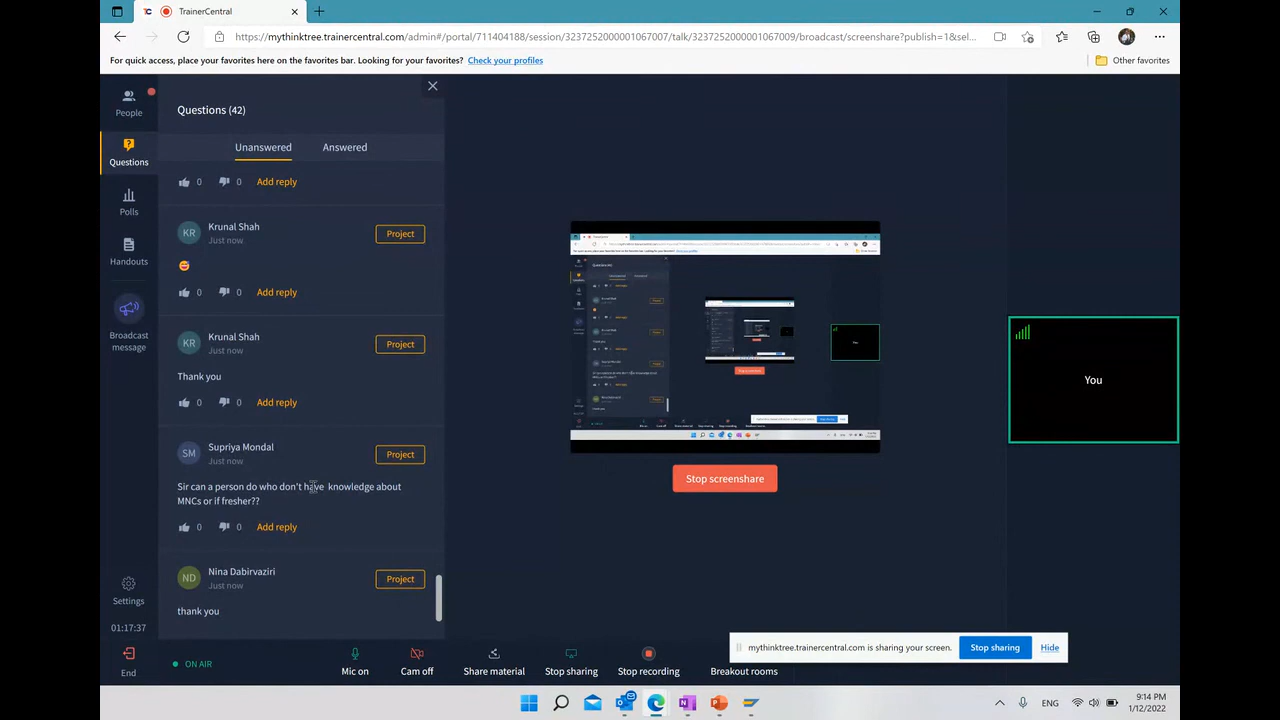 TrainerCentral
https://mythinktree.trainercentral.com/admin#/portal/711404188/session/3237252000001067007/talk/3237252000001067009/broadcast/screenshare?publish=1&sel...
For quick access, place your favorites here on the favorites bar. Looking for your favorites? Check your profiles
Other favorites
People
Questions
Polls
Handouts
Broadcast
message
Settings
01:17:37
End
Questions (42)
Unanswered Answered
0 0 Add reply
KR Krunal Shah Project
Just now
0 0 Add reply
KR Krunal Shah Project
Just now
Thank you
0 0 Add reply
SM Supriya Mondal Project
Just now
Sir can a person do who don't have knowledge about
MNCs or if fresher??
0 0 Add reply
ND Nina Dabirvaziri Project
Just now
thank you
Stop screenshare
You
mythinktree.trainercentral.com is sharing your screen. Stop sharing Hide
ON AIR
Mic on Cam off Share material Stop sharing Stop recording Breakout rooms
ENG
9:14 PM
1/12/2022